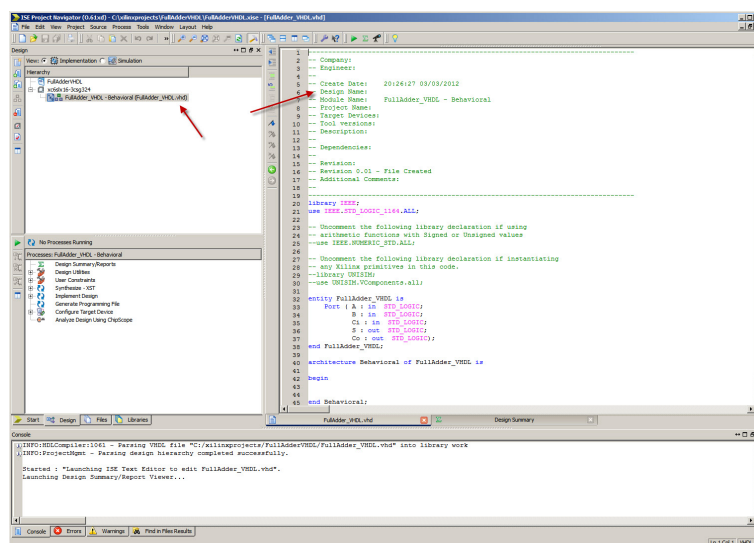 ISE Project Navigator (0.61xd) - C:\xilinxprojects\FullAdderVHDL\FullAdderVHDL.xise - [FullAdder_VHDL.vhd]
File Edit View Project Source Process Tools Window Layout Help
Design
View: Implementation Simulation
Hierarchy
FullAdderVHDL
xc6slx16-3csg324
FullAdder_VHDL - Behavioral (FullAdder_VHDL.vhd)
No Processes Running
Processes: FullAdder_VHDL - Behavioral
Design Summary/Reports
Design Utilities
User Constraints
Synthesize - XST
Implement Design
Generate Programming File
Configure Target Device
Analyze Design Using ChipScope
Start Design Files Libraries
1 ----------------------------------------------------------------------------------
2 -- Company:
3 -- Engineer:
4 --
5 -- Create Date: 20:26:27 03/03/2012
6 -- Design Name:
7 -- Module Name: FullAdder_VHDL - Behavioral
8 -- Project Name:
9 -- Target Devices:
10 -- Tool versions:
11 -- Description:
12 --
13 -- Dependencies:
14 --
15 -- Revision:
16 -- Revision 0.01 - File Created
17 -- Additional Comments:
18 --
19 ----------------------------------------------------------------------------------
20 library IEEE;
21 use IEEE.STD_LOGIC_1164.ALL;
22
23 -- Uncomment the following library declaration if using
24 -- arithmetic functions with Signed or Unsigned values
25 --use IEEE.NUMERIC_STD.ALL;
26
27 -- Uncomment the following library declaration if instantiating
28 -- any Xilinx primitives in this code.
29 --library UNISIM;
30 --use UNISIM.VComponents.all;
31
32 entity FullAdder_VHDL is
33 Port ( A : in STD_LOGIC;
34 B : in STD_LOGIC;
35 Ci : in STD_LOGIC;
36 S : out STD_LOGIC;
37 Co : out STD_LOGIC);
38 end FullAdder_VHDL;
39
40 architecture Behavioral of FullAdder_VHDL is
41
42 begin
43
44
45 end Behavioral;
FullAdder_VHDL.vhd Design Summary
Console
INFO:HDLCompiler:1061 - Parsing VHDL file "C:/xilinxprojects/FullAdderVHDL/FullAdder_VHDL.vhd" into library work
INFO:ProjectMgmt - Parsing design hierarchy completed successfully.
Started : "Launching ISE Text Editor to edit FullAdder_VHDL.vhd".
Launching Design Summary/Report Viewer...
Console Errors Warnings Find in Files Results
Ln 1 Col 1 VHDL